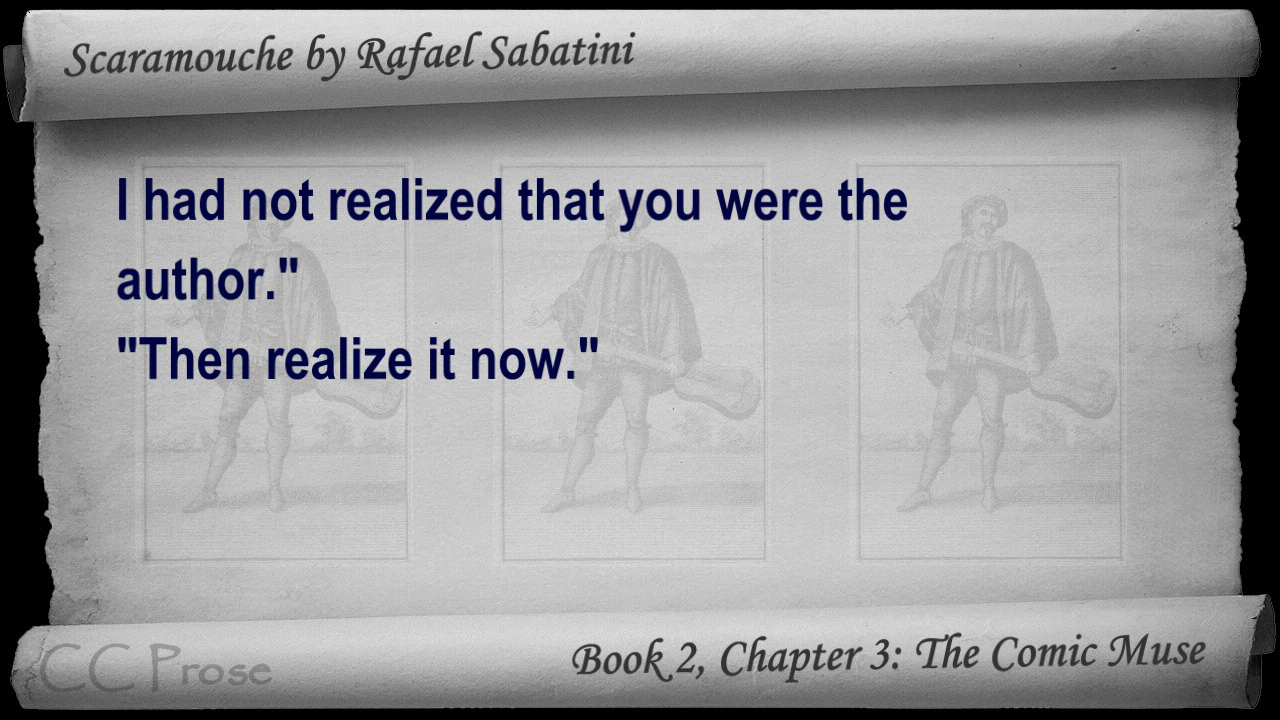 Scaramouche by Rafael Sabatini
I had not realized that you were the
author."
"Then realize it now."
CC Prose
Book 2, Chapter 3: The Comic Muse